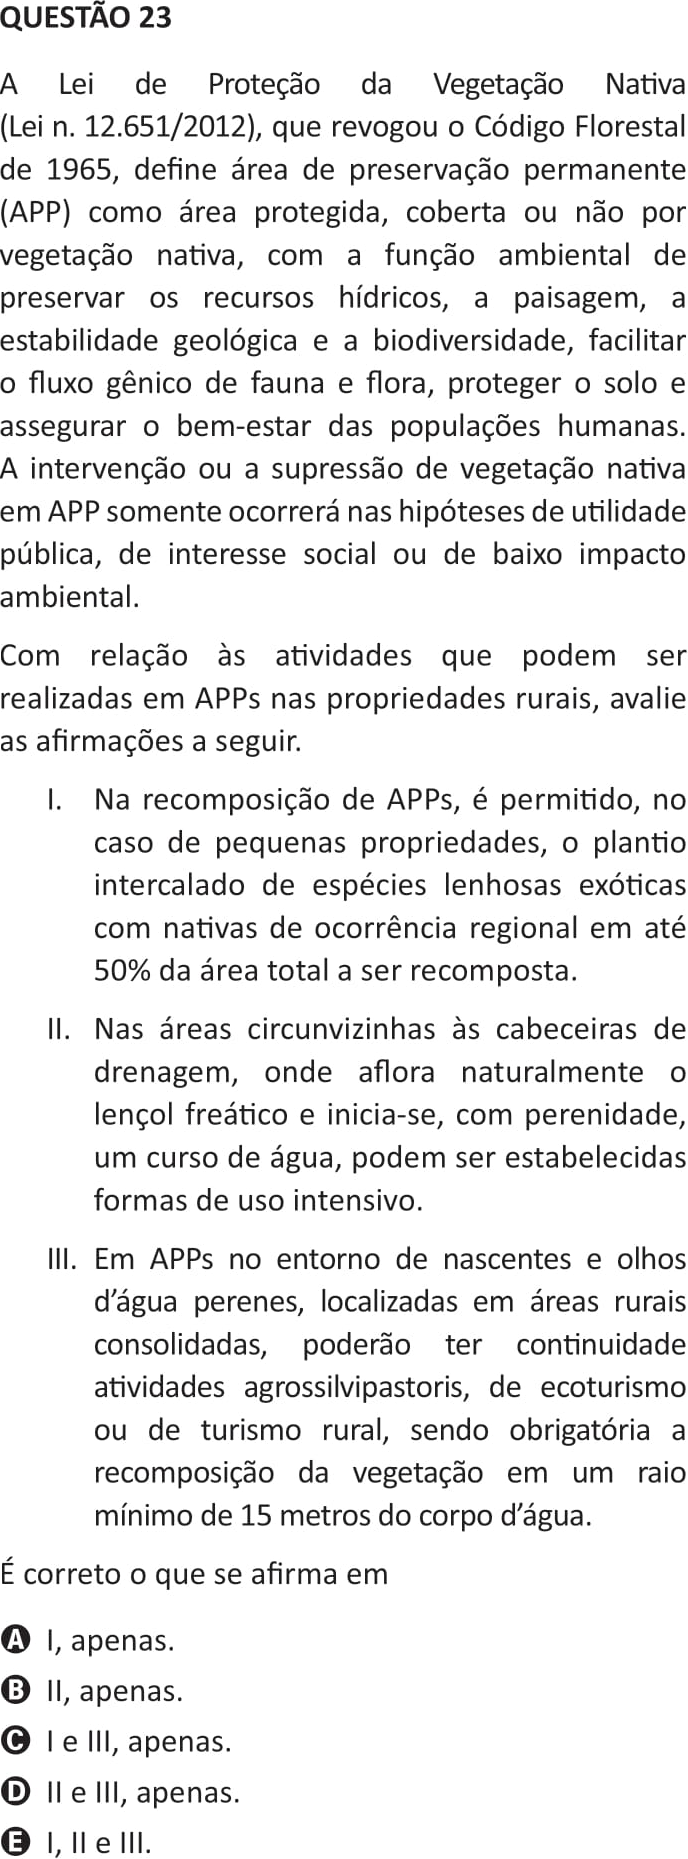 QUESTÃO 23
A Lei de Proteção da Vegetação Nativa
(Lei n. 12.651/2012), que revogou o Código Florestal
de 1965, define área de preservação permanente
(APP) como área protegida, coberta ou não por
vegetação nativa, com a função ambiental de
preservar os recursos hídricos, a paisagem, a
estabilidade geológica e a biodiversidade, facilitar
o fluxo gênico de fauna e flora, proteger o solo e
assegurar o bem-estar das populações humanas.
A intervenção ou a supressão de vegetação nativa
em APP somente ocorrerá nas hipóteses de utilidade
pública, de interesse social ou de baixo impacto
ambiental.
Com relação às atividades que podem ser
realizadas em APPs nas propriedades rurais, avalie
as afirmações a seguir.
I. Na recomposição de APPs, é permitido, no
caso de pequenas propriedades, o plantio
intercalado de espécies lenhosas exóticas
com nativas de ocorrência regional em até
50% da área total a ser recomposta.
II. Nas áreas circunvizinhas às cabeceiras de
drenagem, onde aflora naturalmente o
lençol freático e inicia-se, com perenidade,
um curso de água, podem ser estabelecidas
formas de uso intensivo.
III. Em APPs no entorno de nascentes e olhos
d’água perenes, localizadas em áreas rurais
consolidadas, poderão ter continuidade
atividades agrossilvipastoris, de ecoturismo
ou de turismo rural, sendo obrigatória a
recomposição da vegetação em um raio
mínimo de 15 metros do corpo d’água.
É correto o que se afirma em
A I, apenas.
B II, apenas.
C I e III, apenas.
D II e III, apenas.
E I, II e III.